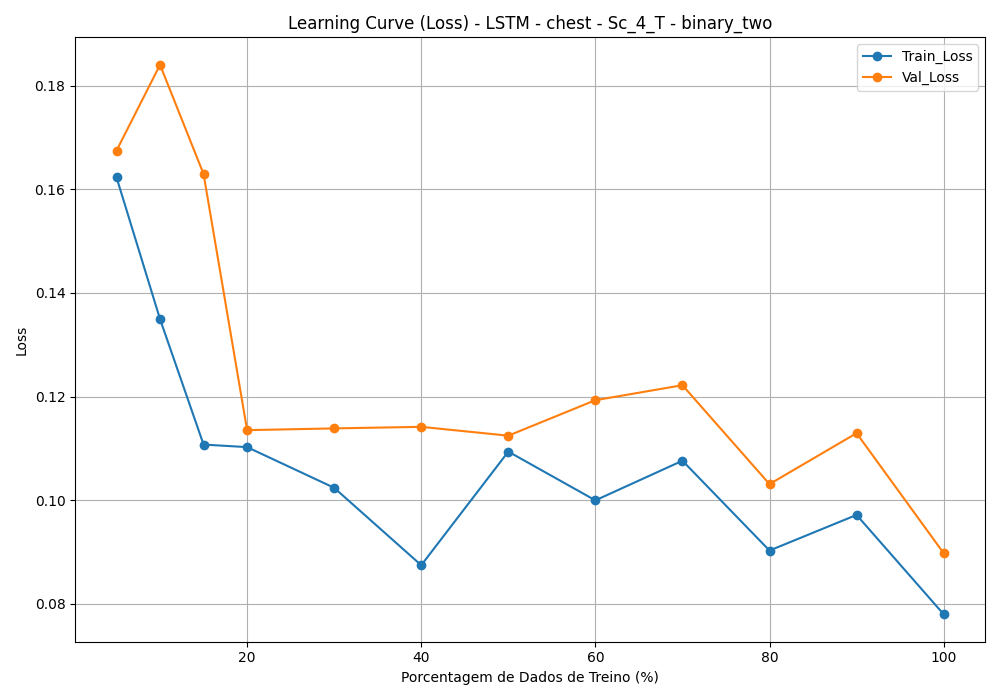 Learning Curve (Loss) - LSTM - chest - Sc_4_T - binary_two
Train_Loss
Val_Loss
0.18
0.16
0.14
0.12
0.10
0.08
Loss
20 40 60 80 100
Porcentagem de Dados de Treino (%)